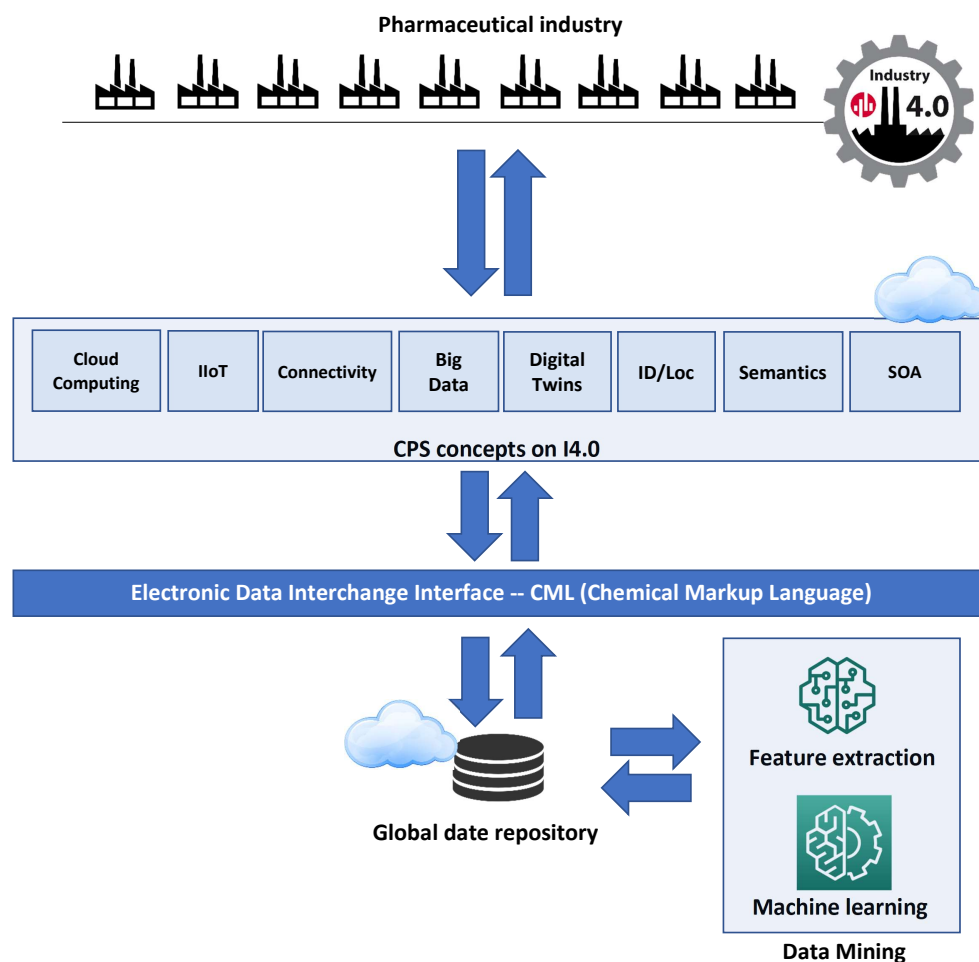 Pharmaceutical industry
Industry
4.0
Cloud
Computing
IIoT
Connectivity
Big
Data
Digital
Twins
ID/Loc
Semantics
SOA
CPS concepts on I4.0
Electronic Data Interchange Interface -- CML (Chemical Markup Language)
Feature extraction
Global date repository
Machine learning
Data Mining